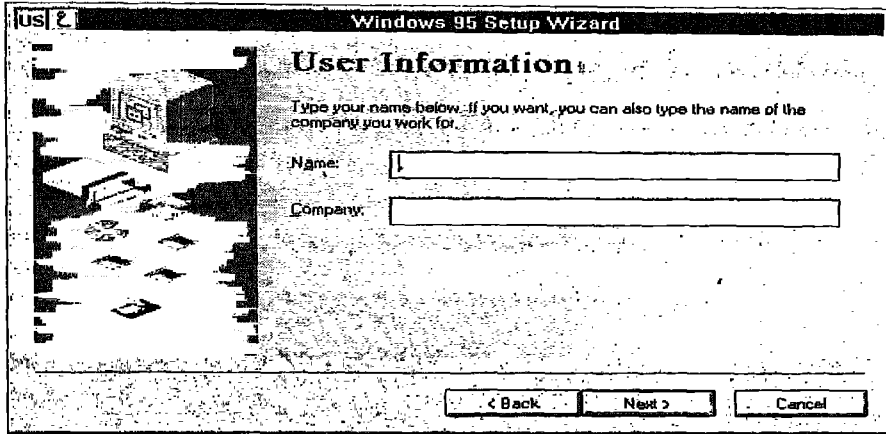 US ع
Windows 95 Setup Wizard
User Information
Type your name below. If you want, you can also type the name of the
company you work for.
Name:
Company:
< Back
Next >
Cancel